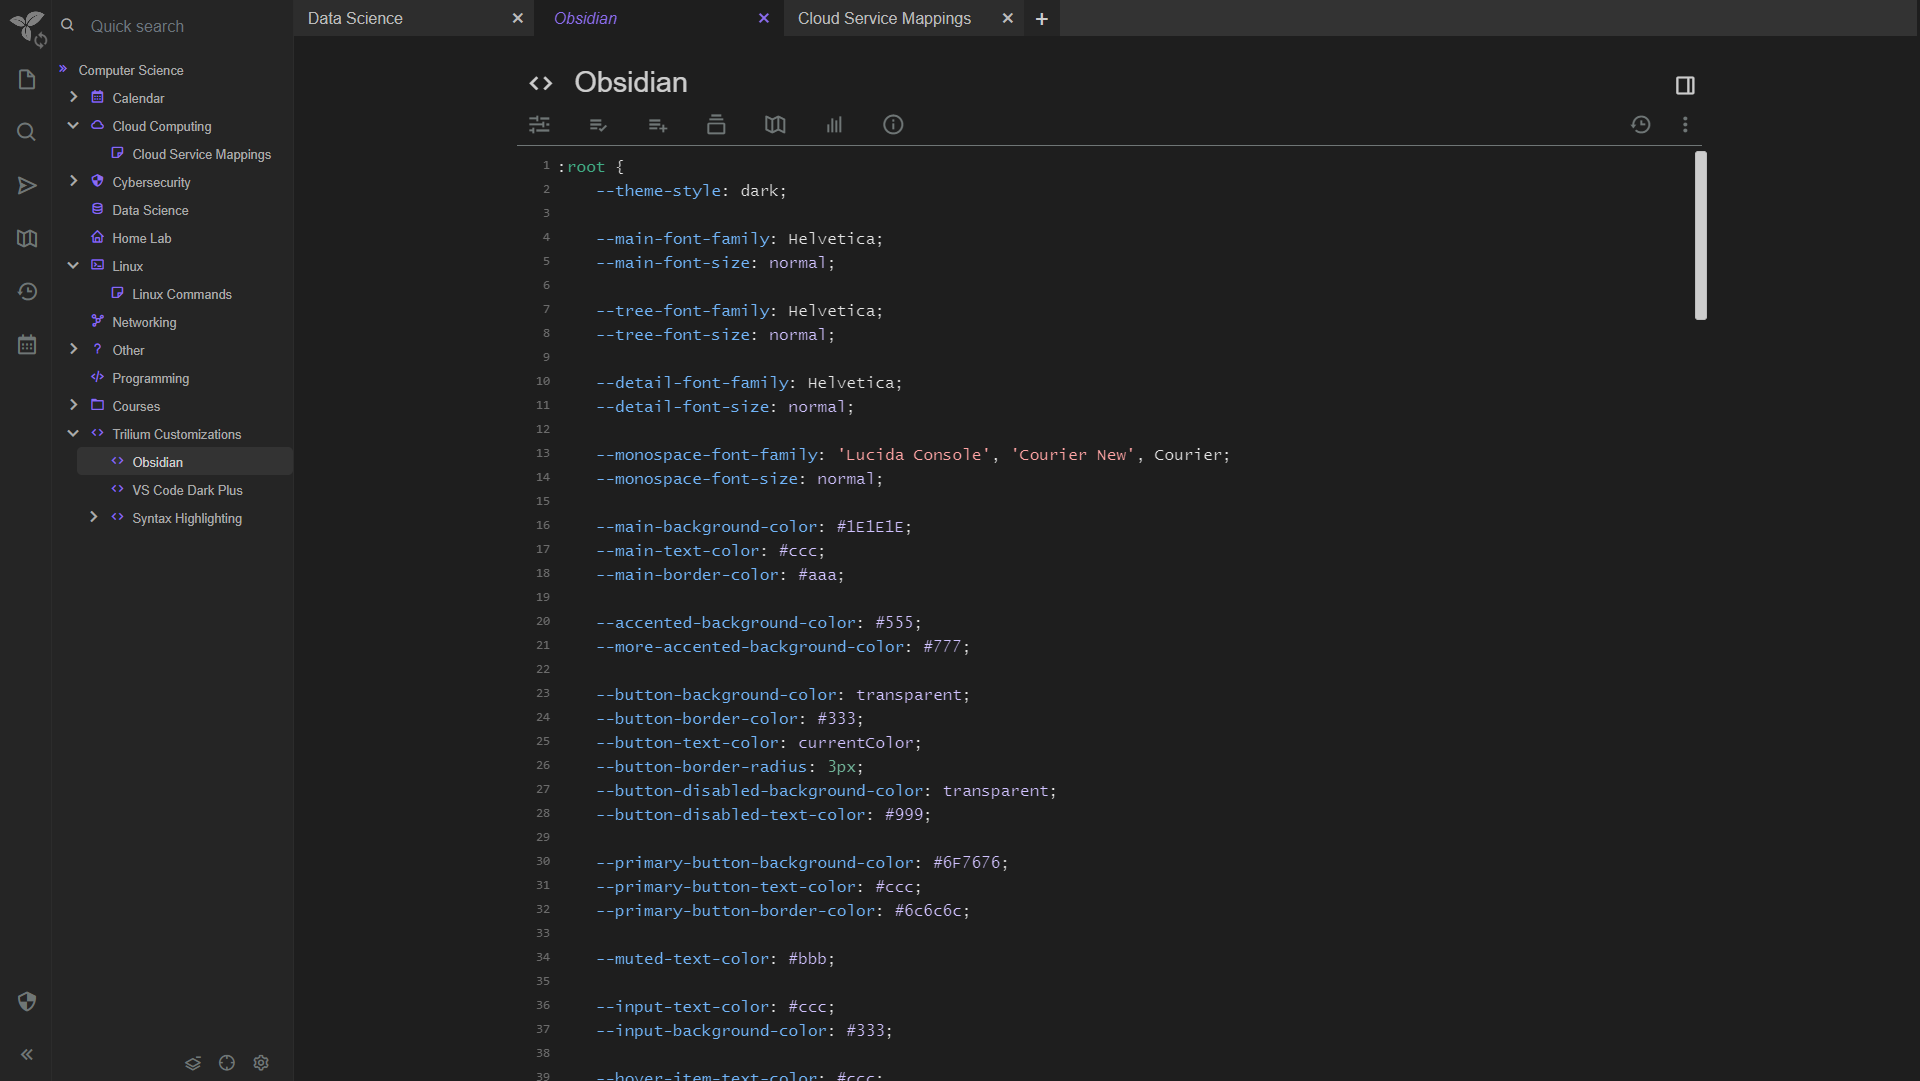 Quick search
Computer Science
Calendar
Cloud Computing
Cloud Service Mappings
Cybersecurity
Data Science
Home Lab
Linux
Linux Commands
Networking
Other
Programming
Courses
Trilium Customizations
Obsidian
VS Code Dark Plus
Syntax Highlighting
Data Science
Obsidian
Cloud Service Mappings
Obsidian
1 :root {
2 --theme-style: dark;
3
4 --main-font-family: Helvetica;
5 --main-font-size: normal;
6
7 --tree-font-family: Helvetica;
8 --tree-font-size: normal;
9
10 --detail-font-family: Helvetica;
11 --detail-font-size: normal;
12
13 --monospace-font-family: 'Lucida Console', 'Courier New', Courier;
14 --monospace-font-size: normal;
15
16 --main-background-color: #1E1E1E;
17 --main-text-color: #ccc;
18 --main-border-color: #aaa;
19
20 --accented-background-color: #555;
21 --more-accented-background-color: #777;
22
23 --button-background-color: transparent;
24 --button-border-color: #333;
25 --button-text-color: currentColor;
26 --button-border-radius: 3px;
27 --button-disabled-background-color: transparent;
28 --button-disabled-text-color: #999;
29
30 --primary-button-background-color: #6F7676;
31 --primary-button-text-color: #ccc;
32 --primary-button-border-color: #6c6c6c;
33
34 --muted-text-color: #bbb;
35
36 --input-text-color: #ccc;
37 --input-background-color: #333;
38
39 --hover-item-text-color: #ccc;